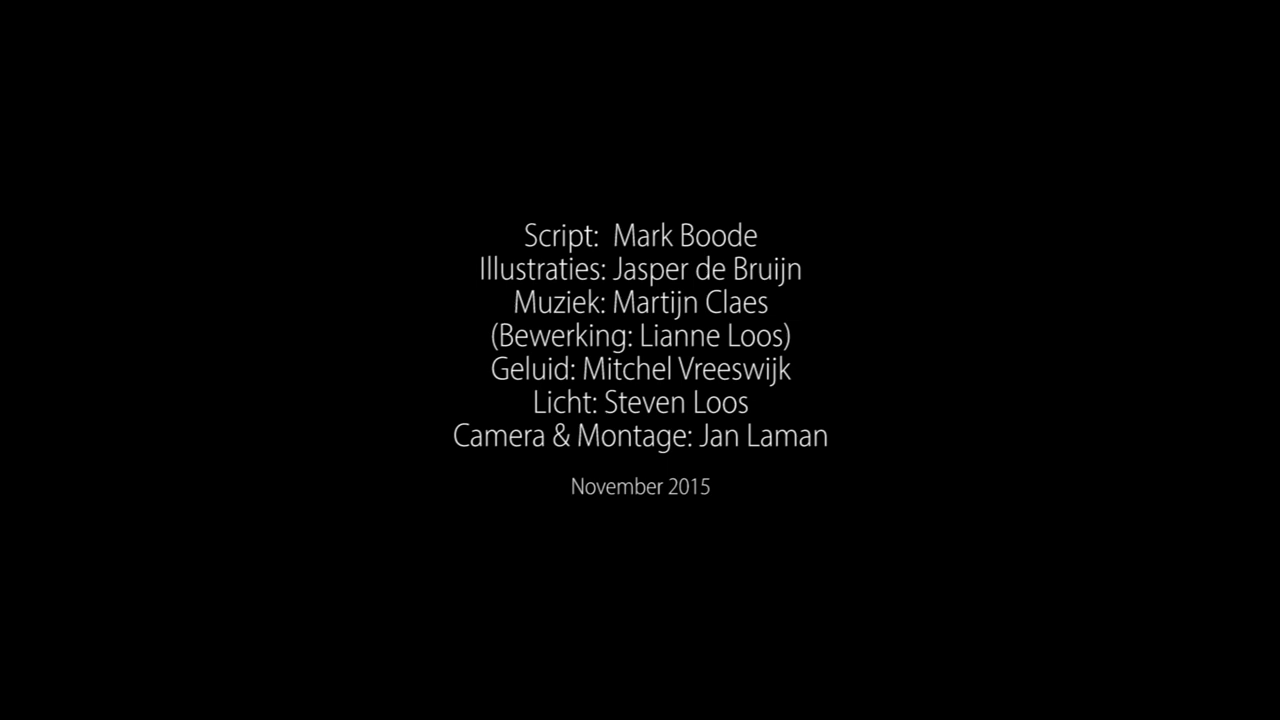 Script:  Mark Boode
Illustraties: Jasper de Bruijn
Muziek: Martijn Claes
(Bewerking: Lianne Loos)
Geluid: Mitchel Vreeswijk
Licht: Steven Loos
Camera & Montage: Jan Laman
November 2015